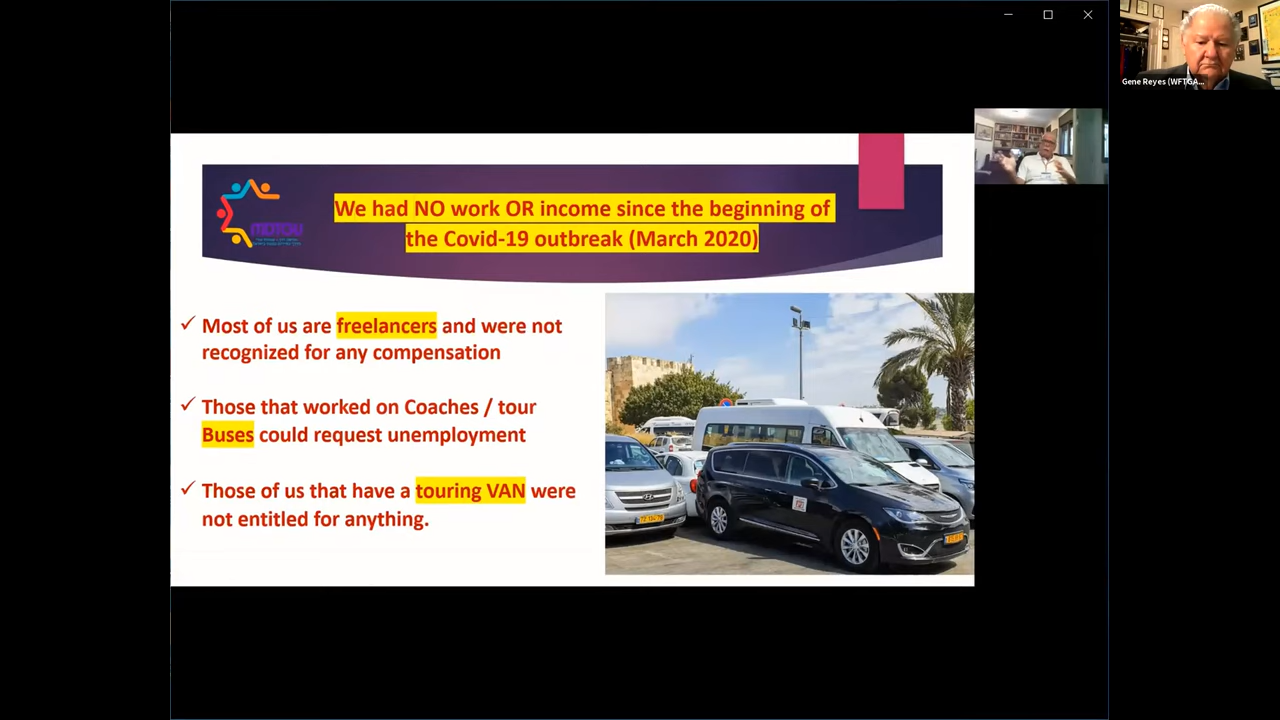 Gene Reyes (WFTGA...
We had NO work OR income since the beginning of
the Covid-19 outbreak (March 2020)
MDTOU
✓ Most of us are freelancers and were not
recognized for any compensation
✓ Those that worked on Coaches / tour
Buses could request unemployment
✓ Those of us that have a touring VAN were
not entitled for anything.